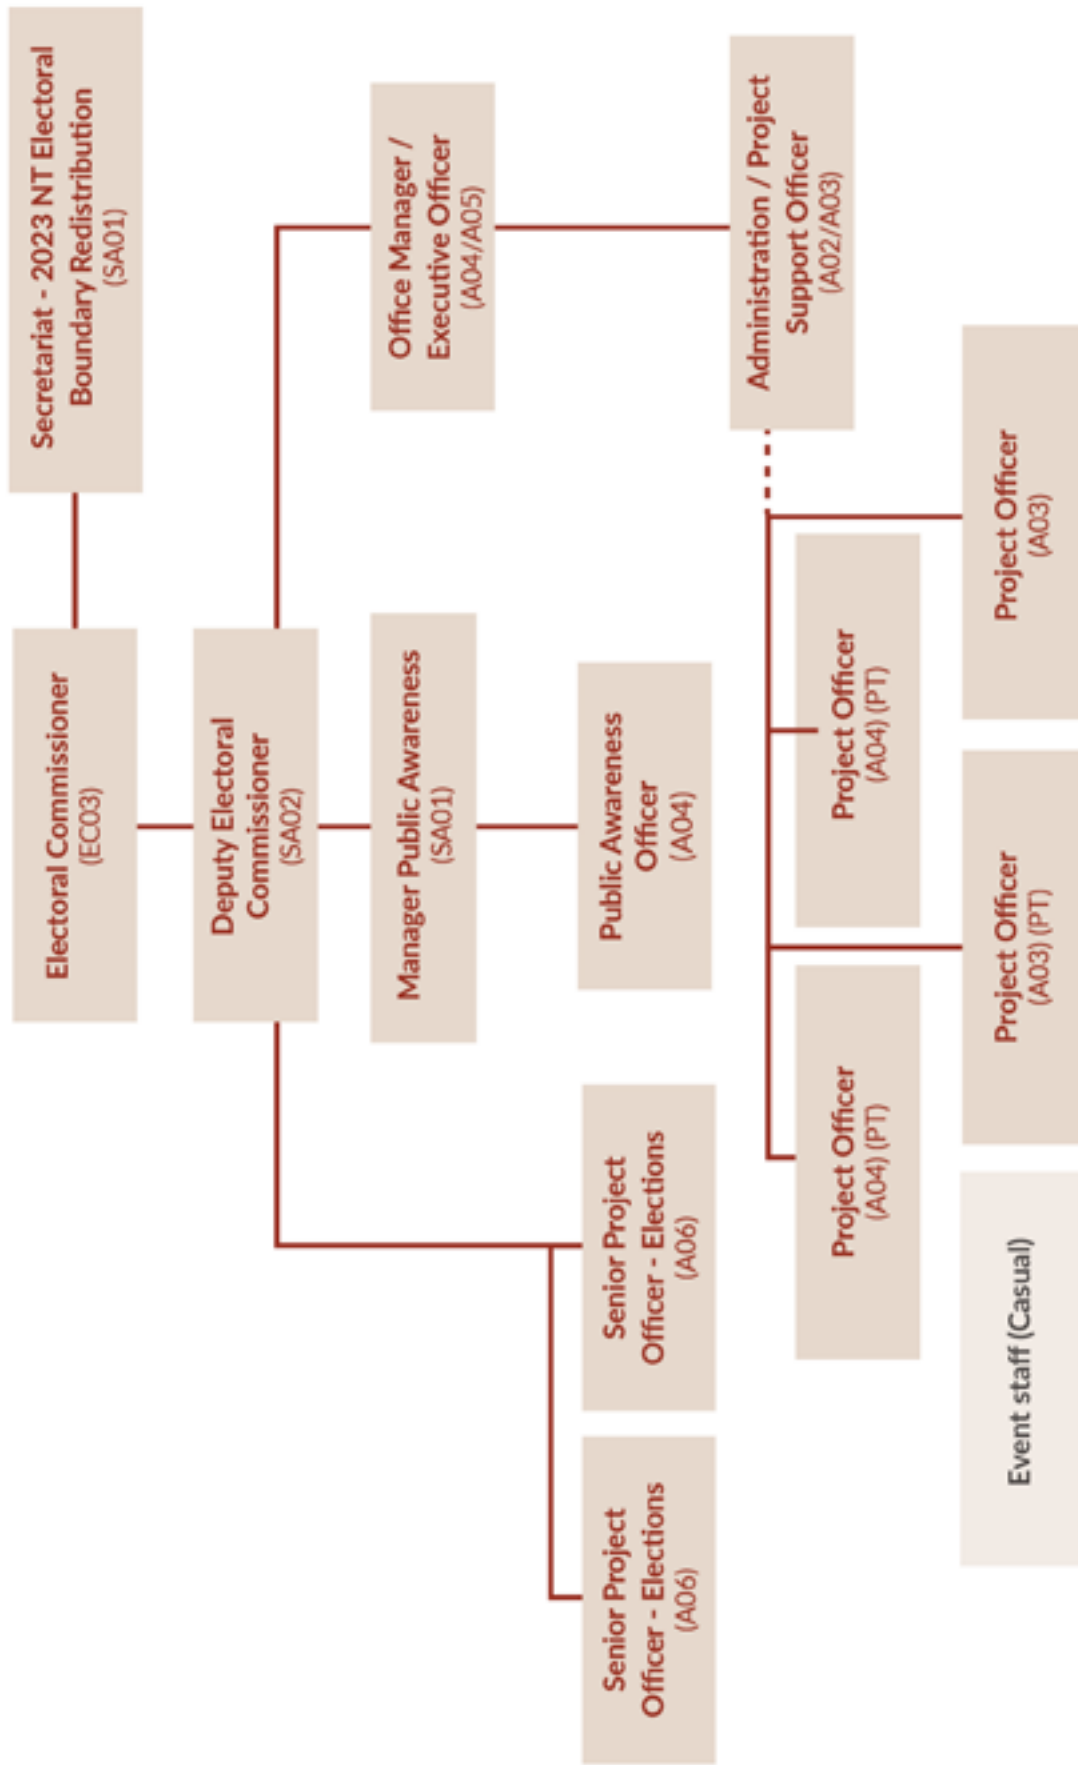 Electoral Commissioner
(EC03)
Secretariat - 2023 NT Electoral
Boundary Redistribution
(SA01)
Deputy Electoral
Commissioner
(SA02)
Manager Public Awareness
(SA01)
Office Manager /
Executive Officer
(A04/A05)
Senior Project
Officer - Elections
(A06)
Senior Project
Officer - Elections
(A06)
Public Awareness
Officer
(A04)
Administration / Project
Support Officer
(A02/A03)
Project Officer
(A04) (PT)
Project Officer
(A04) (PT)
Event staff (Casual)
Project Officer
(A03) (PT)
Project Officer
(A03)